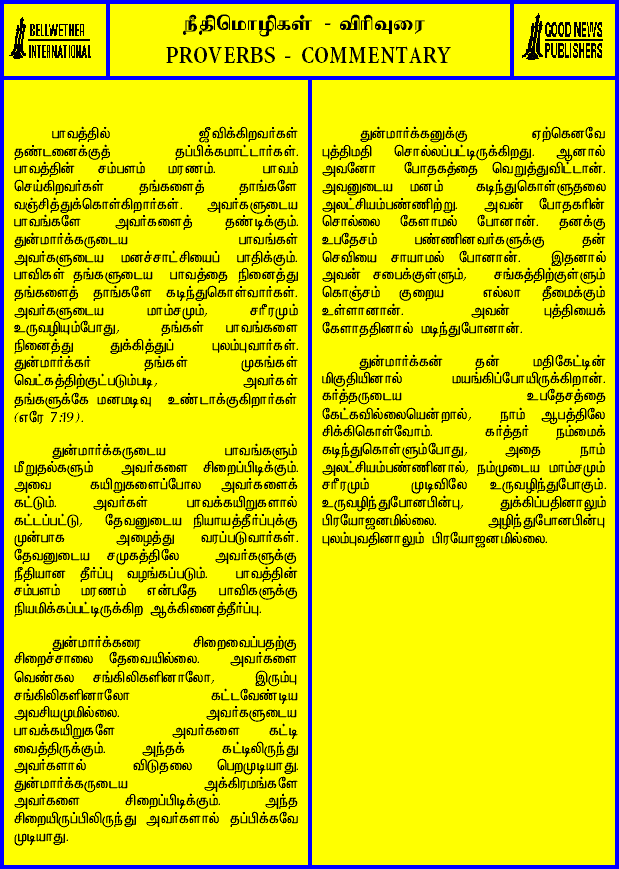 BELLWETHER
INTERNATIONAL
நீதிமொழிகள் - விரிவுரை
PROVERBS - COMMENTARY
GOOD NEWS
PUBLISHERS
பாவத்தில் ஜீவிக்கிறவர்கள்
தண்டனைக்குத் தப்பிக்கமாட்டார்கள்.
பாவத்தின் சம்பளம் மரணம். பாவம்
செய்கிறவர்கள் தங்களைத் தாங்களே
வஞ்சித்துக்கொள்கிறார்கள். அவர்களுடைய
பாவங்களே அவர்களைத் தண்டிக்கும்.
துன்மார்க்கருடைய பாவங்கள்
அவர்களுடைய மனச்சாட்சியைப் பாதிக்கும்.
பாவிகள் தங்களுடைய பாவத்தை நினைத்து
தங்களைத் தாங்களே கடிந்துகொள்வார்கள்.
அவர்களுடைய மாம்சமும், சரீரமும்
உருவழியும்போது, தங்கள் பாவங்களை
நினைத்து துக்கித்துப் புலம்புவார்கள்.
துன்மார்க்கர் தங்கள் முகங்கள்
வெட்கத்திற்குட்படும்படி, அவர்கள்
தங்களுக்கே மனமடிவு உண்டாக்குகிறார்கள்
(எரே 7:19).
துன்மார்க்கருடைய பாவங்களும்
மீறுதல்களும் அவர்களை சிறைப்பிடிக்கும்.
அவை கயிறுகளைப்போல அவர்களைக்
கட்டும். அவர்கள் பாவக்கயிறுகளால்
கட்டப்பட்டு, தேவனுடைய நியாயத்தீர்ப்புக்கு
முன்பாக அழைத்து வரப்படுவார்கள்.
தேவனுடைய சமுகத்திலே அவர்களுக்கு
நீதியான தீர்ப்பு வழங்கப்படும். பாவத்தின்
சம்பளம் மரணம் என்பதே பாவிகளுக்கு
நியமிக்கப்பட்டிருக்கிற ஆக்கினைத்தீர்ப்பு.
துன்மார்க்கரை சிறைவைப்பதற்கு
சிறைச்சாலை தேவையில்லை. அவர்களை
வெண்கல சங்கிலிகளினாலோ, இரும்பு
சங்கிலிகளினாலோ கட்டவேண்டிய
அவசியமுமில்லை. அவர்களுடைய
பாவக்கயிறுகளே அவர்களை கட்டி
வைத்திருக்கும். அந்தக் கட்டிலிருந்து
அவர்களால் விடுதலை பெறமுடியாது.
துன்மார்க்கருடைய அக்கிரமங்களே
அவர்களை சிறைப்பிடிக்கும். அந்த
சிறையிருப்பிலிருந்து அவர்களால் தப்பிக்கவே
முடியாது.
துன்மார்க்கனுக்கு ஏற்கெனவே
புத்திமதி சொல்லப்பட்டிருக்கிறது. ஆனால்
அவனோ போதகத்தை வெறுத்துவிட்டான்.
அவனுடைய மனம் கடிந்துகொள்ளுதலை
அலட்சியம்பண்ணிற்று. அவன் போதகரின்
சொல்லை கேளாமல் போனான். தனக்கு
உபதேசம் பண்ணினவர்களுக்கு தன்
செவியை சாயாமல் போனான். இதனால்
அவன் சபைக்குள்ளும், சங்கத்திற்குள்ளும்
கொஞ்சம் குறைய எல்லா தீமைக்கும்
உள்ளானான். அவன் புத்தியைக்
கேளாததினால் மடிந்துபோனான்.
துன்மார்க்கன் தன் மதிகேட்டின்
மிகுதியினால் மயங்கிப்போயிருக்கிறான்.
கர்த்தருடைய உபதேசத்தை
கேட்கவில்லையென்றால், நாம் ஆபத்திலே
சிக்கிகொள்வோம். கர்த்தர் நம்மைக்
கடிந்துகொள்ளும்போது, அதை நாம்
அலட்சியம்பண்ணினால், நம்முடைய மாம்சமும்
சரீரமும் முடிவிலே உருவழிந்துபோகும்.
உருவழிந்துபோனபின்பு, துக்கிப்பதினாலும்
பிரயோஜனமில்லை. அழிந்துபோனபின்பு
புலம்புவதினாலும் பிரயோஜனமில்லை.